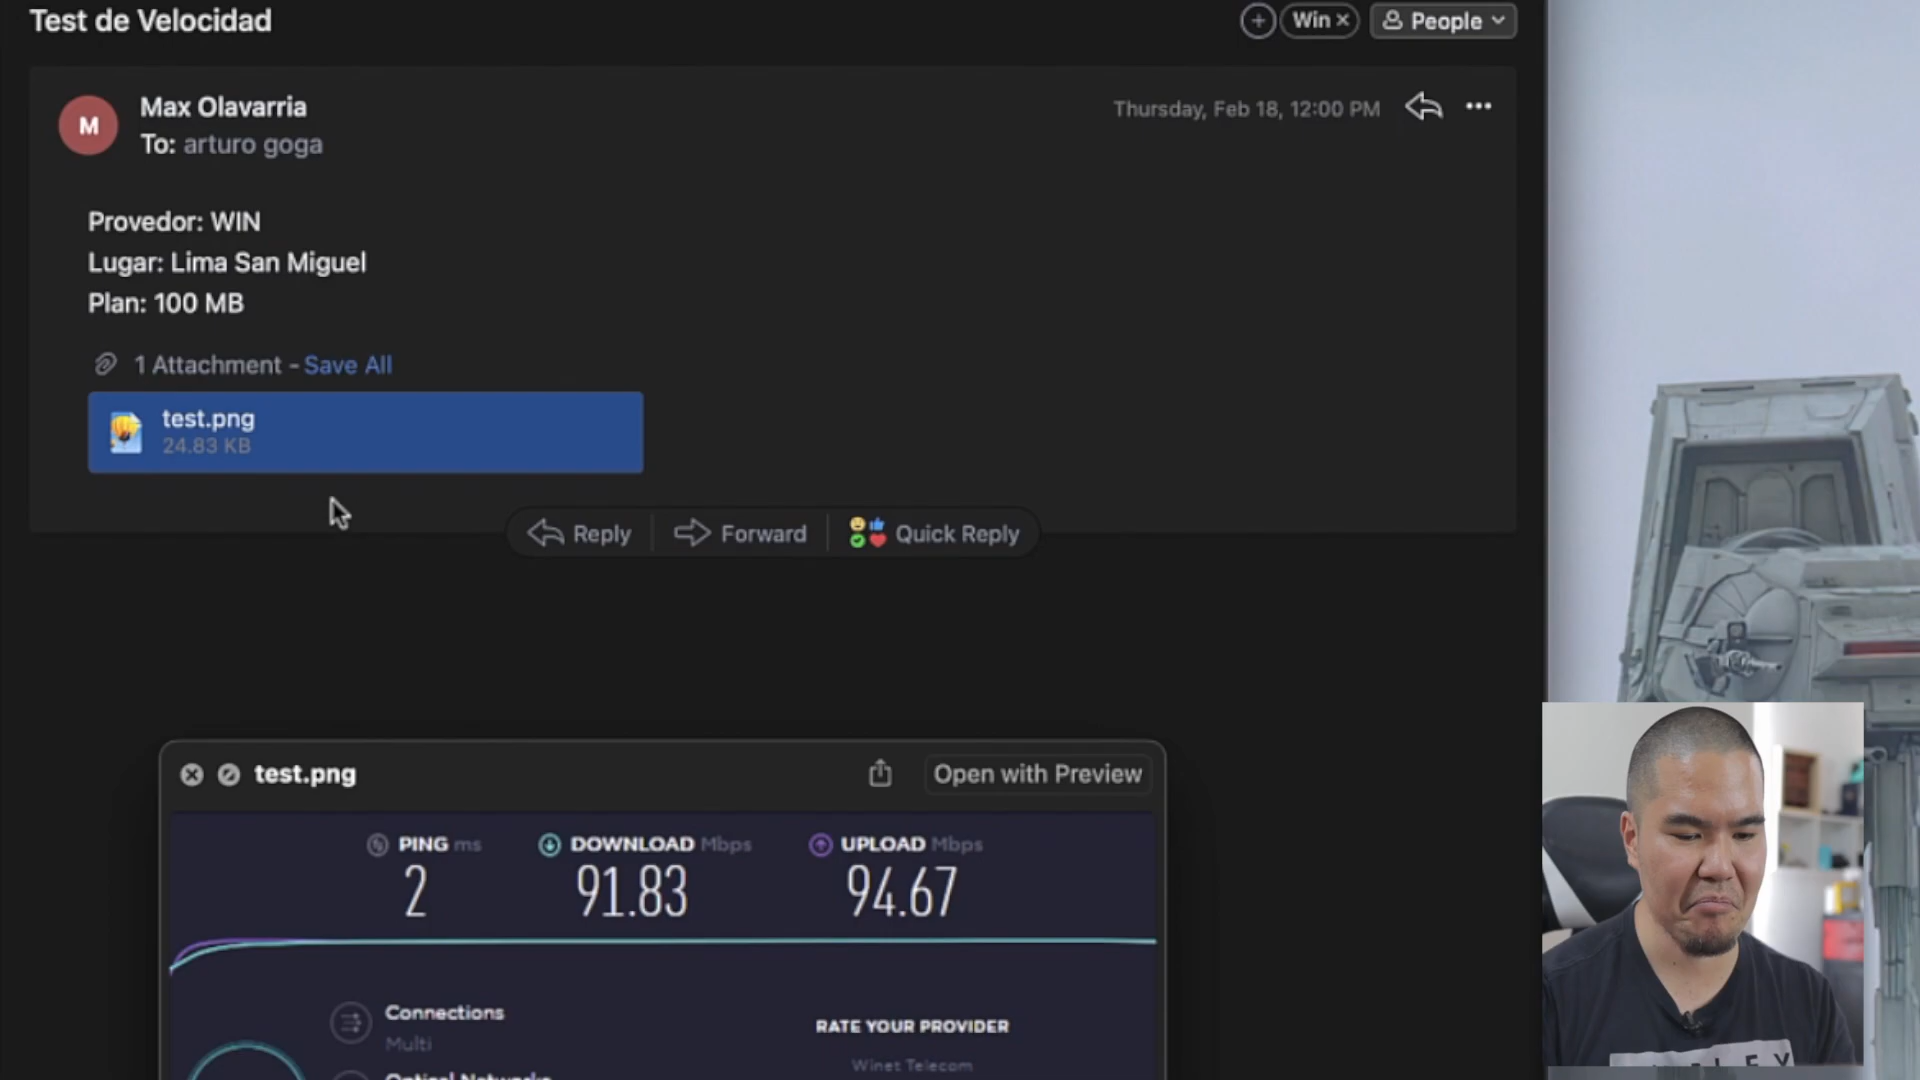 Test de Velocidad
Win
People
M
Max Olavarria
Thursday, Feb 18, 12:00 PM
To: arturo goga
Provedor: WIN
Lugar: Lima San Miguel
Plan: 100 MB
1 Attachment - Save All
test.png
24.83 KB
Reply
Forward
Quick Reply
test.png
Open with Preview
PING ms
DOWNLOAD Mbps
UPLOAD Mbps
2
91.83
94.67
Connections
Multi
RATE YOUR PROVIDER
Winet Telecom
Optical Networks